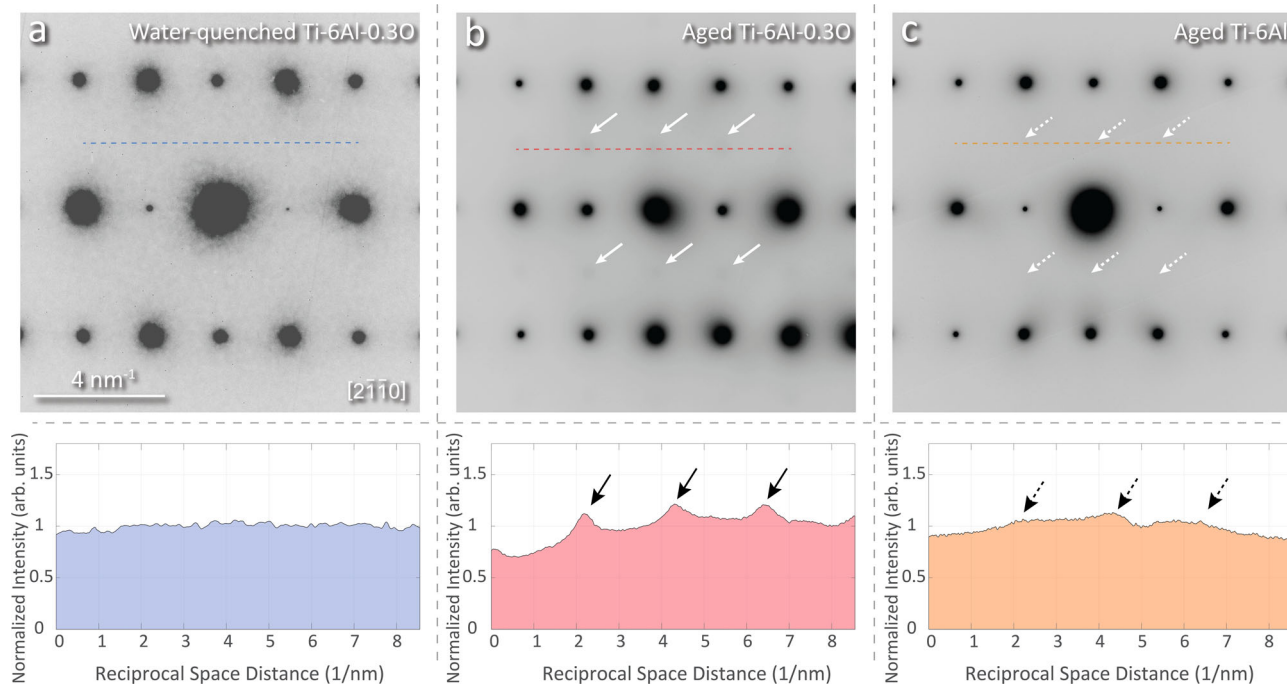 a
Water-quenched Ti-6Al-0.3O
4 nm-1
[21̄1̄0]
b
Aged Ti-6Al-0.3O
c
Aged Ti-6Al
Normalized Intensity (arb. units)
1.5
1
0.5
0
0 1 2 3 4 5 6 7 8
Reciprocal Space Distance (1/nm)
Normalized Intensity (arb. units)
1.5
1
0.5
0
0 1 2 3 4 5 6 7 8
Reciprocal Space Distance (1/nm)
Normalized Intensity (arb. units)
1.5
1
0.5
0
0 1 2 3 4 5 6 7 8
Reciprocal Space Distance (1/nm)